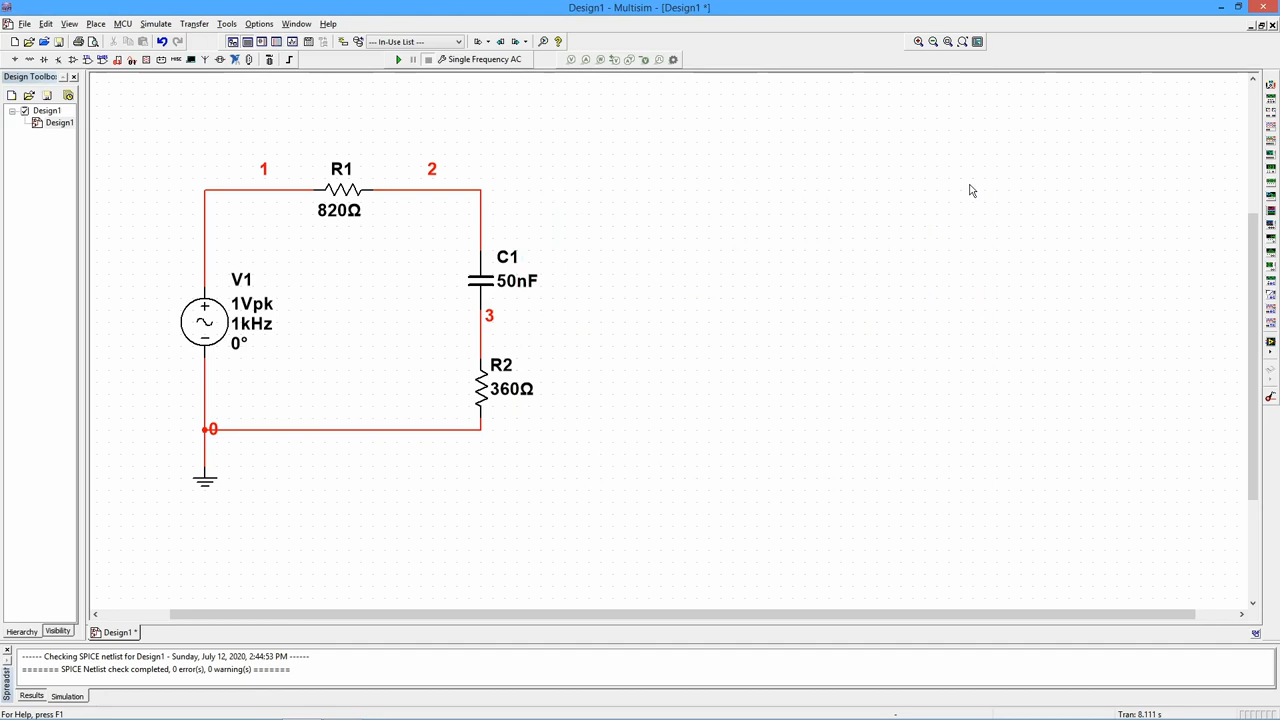 Design1 - Multisim - [Design1 *]
File Edit View Place MCU Simulate Transfer Tools Options Window Help
--- In-Use List ---
Single Frequency AC
Design Toolbox
Design1
Design1
1 R1 2
820Ω
C1
50nF
V1
1Vpk
1kHz
0°
3
R2
360Ω
0
Hierarchy Visibility
Design1 *
------ Checking SPICE netlist for Design1 - Sunday, July 12, 2020, 2:44:53 PM ------
======= SPICE Netlist check completed, 0 error(s), 0 warning(s) =======
Results Simulation
For Help, press F1
-
Tran: 8.111 s